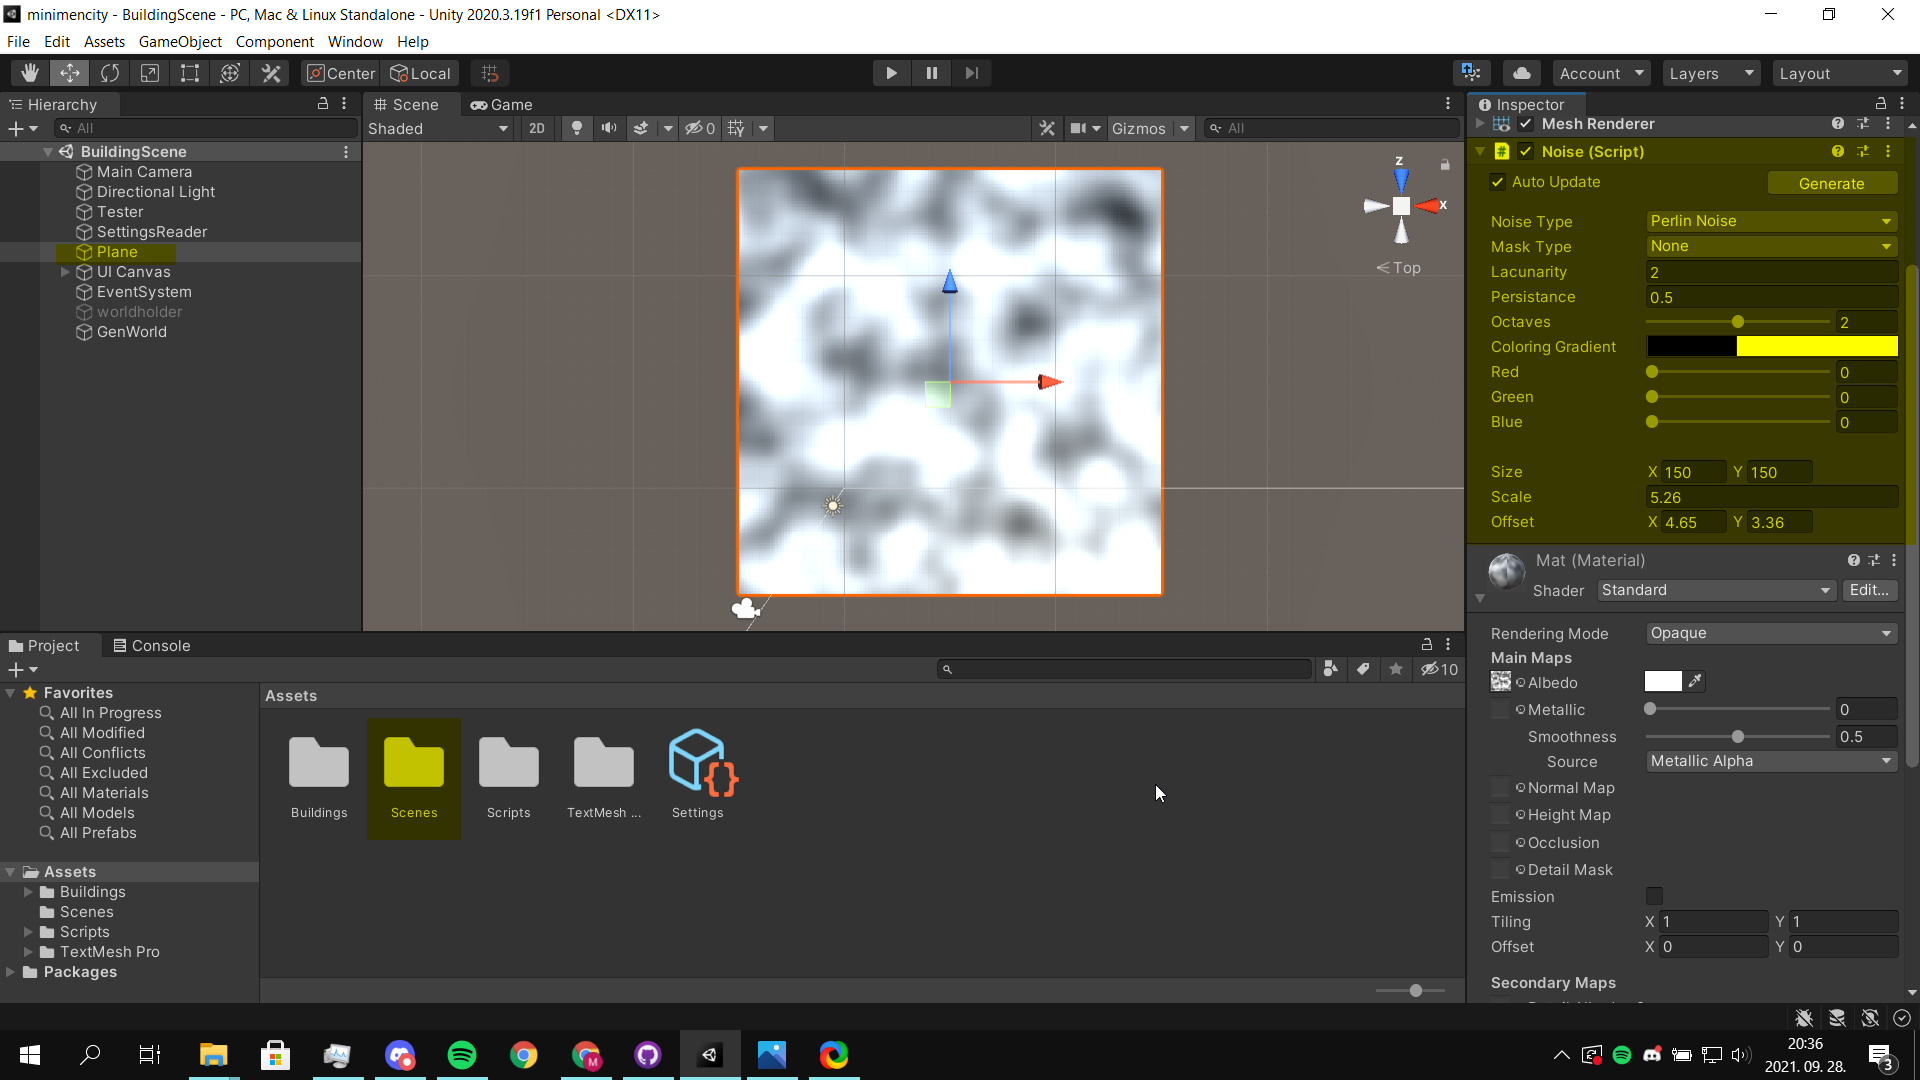 minimencity - BuildingScene - PC, Mac & Linux Standalone - Unity 2020.3.19f1 Personal <DX11>
File Edit Assets GameObject Component Window Help
Center Local Account Layers Layout
Hierarchy
All
BuildingScene
Main Camera
Directional Light
Tester
SettingsReader
Plane
UI Canvas
EventSystem
worldholder
GenWorld
Scene Game
Shaded 2D 0 Gizmos All
z
x
Top
Inspector
Mesh Renderer
Noise (Script)
Auto Update Generate
Noise Type Perlin Noise
Mask Type None
Lacunarity 2
Persistance 0.5
Octaves 2
Coloring Gradient
Red 0
Green 0
Blue 0
Size X 150 Y 150
Scale 5.26
Offset X 4.65 Y 3.36
Mat (Material)
Shader Standard Edit...
Rendering Mode Opaque
Main Maps
Albedo
Metallic 0
Smoothness 0.5
Source Metallic Alpha
Normal Map
Height Map
Occlusion
Detail Mask
Emission
Tiling X 1 Y 1
Offset X 0 Y 0
Secondary Maps
Project Console
10
Favorites
All In Progress
All Modified
All Conflicts
All Excluded
All Materials
All Models
All Prefabs
Assets
Buildings
Scenes
Scripts
TextMesh Pro
Packages
Assets
Buildings Scenes Scripts TextMesh ... Settings
M
20:36
2021. 09. 28.
3